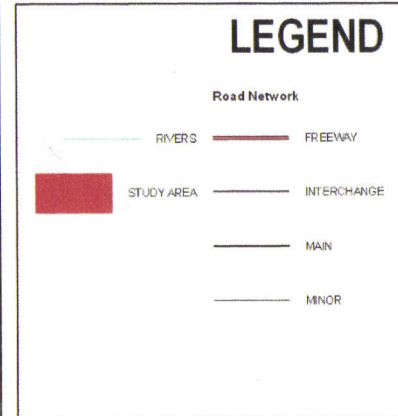 LEGEND
Road Network
RIVERS
FREEWAY
STUDY AREA
INTERCHANGE
MAIN
MINOR